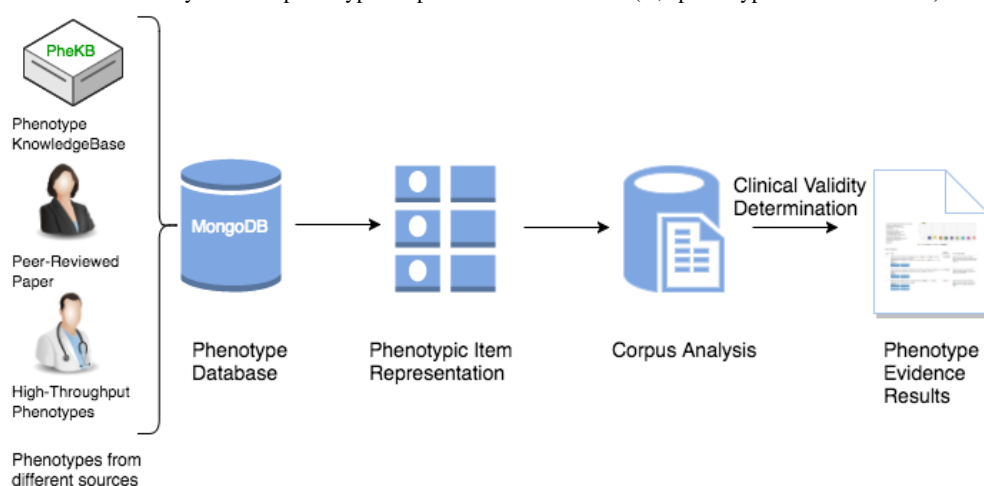 PheKB
Phenotype
KnowledgeBase
Peer-Reviewed
Paper
High-Throughput
Phenotypes
Phenotypes from
different sources
MongoDB
Phenotype
Database
Phenotypic Item
Representation
Corpus Analysis
Clinical Validity
Determination
Phenotype
Evidence
Results